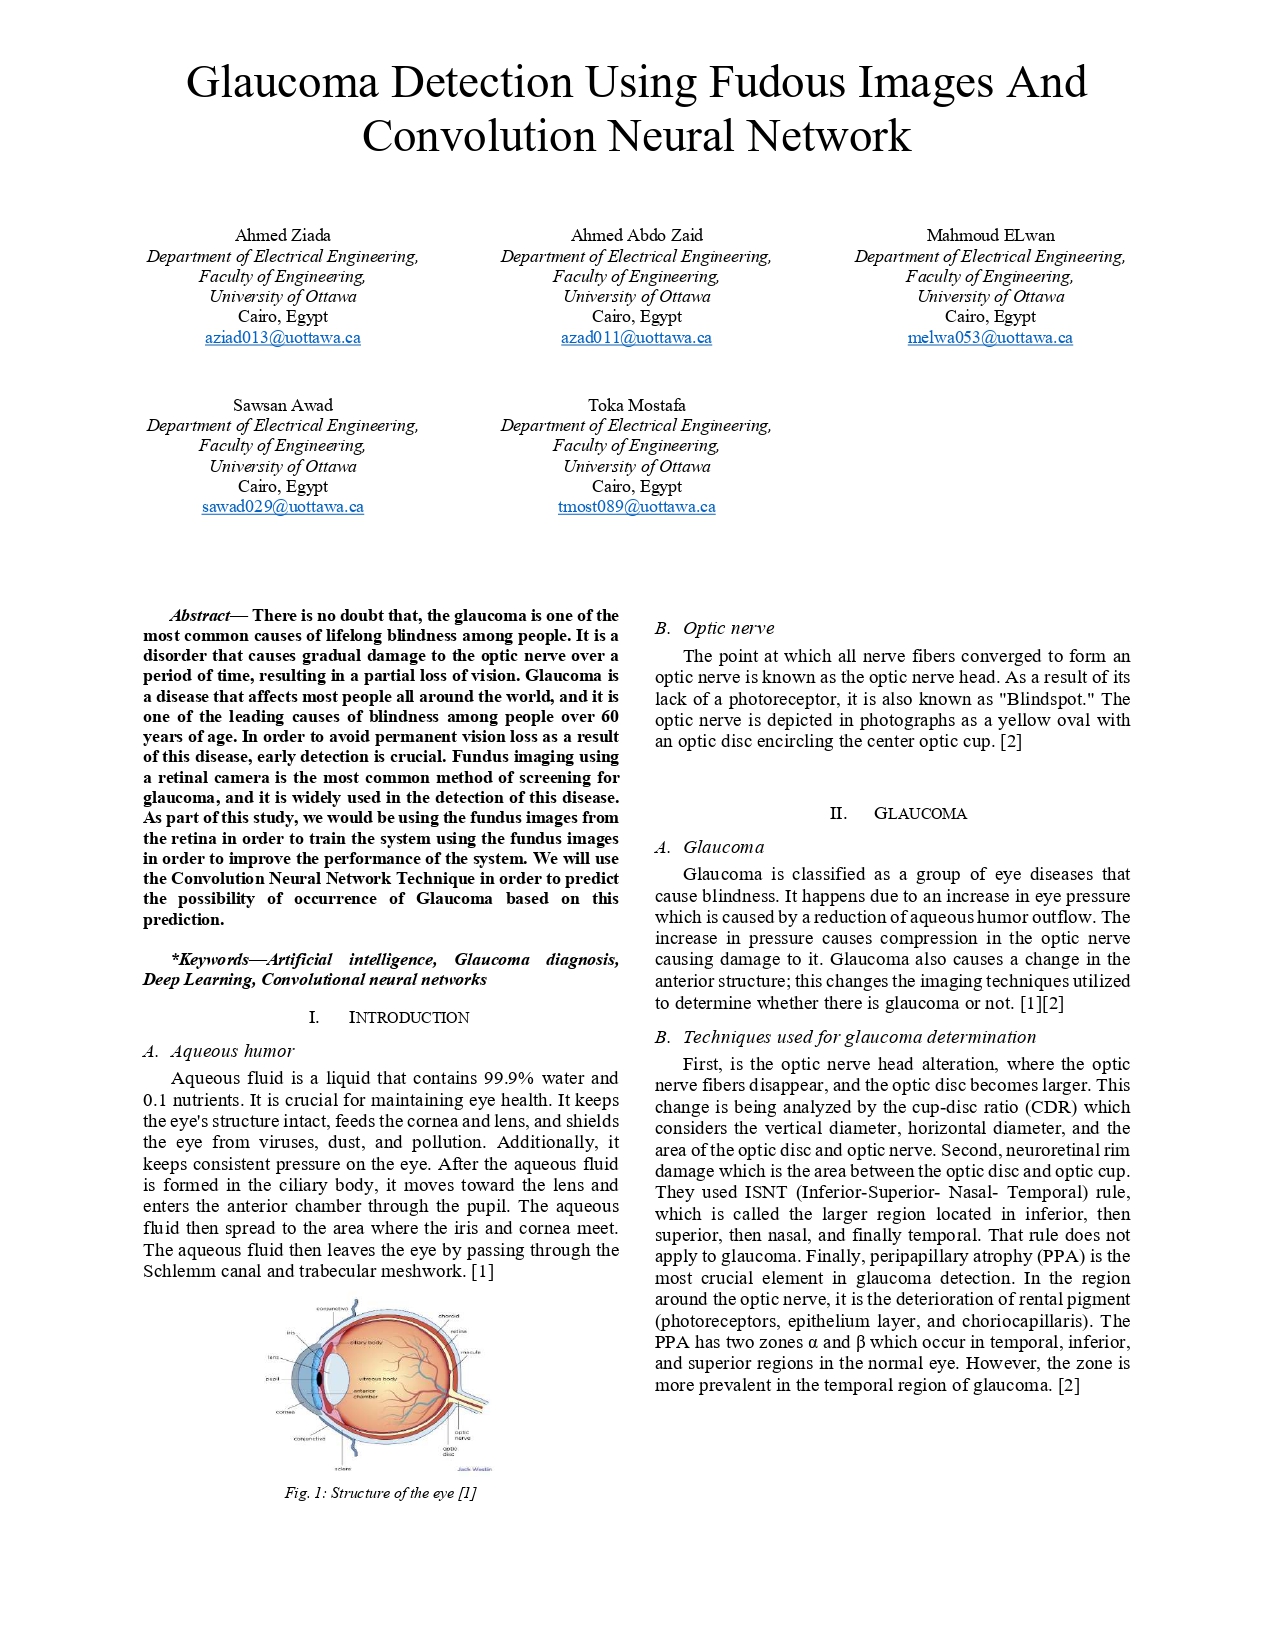 Glaucoma Detection Using Fudous Images And
Convolution Neural Network
Ahmed Ziada
Department of Electrical Engineering,
Faculty of Engineering,
University of Ottawa
Cairo, Egypt
aziad013@uottawa.ca
Ahmed Abdo Zaid
Department of Electrical Engineering,
Faculty of Engineering,
University of Ottawa
Cairo, Egypt
azad011@uottawa.ca
Mahmoud ELwan
Department of Electrical Engineering,
Faculty of Engineering,
University of Ottawa
Cairo, Egypt
melwa053@uottawa.ca
Sawsan Awad
Department of Electrical Engineering,
Faculty of Engineering,
University of Ottawa
Cairo, Egypt
sawad029@uottawa.ca
Toka Mostafa
Department of Electrical Engineering,
Faculty of Engineering,
University of Ottawa
Cairo, Egypt
tmost089@uottawa.ca
Abstract— There is no doubt that, the glaucoma is one of the
most common causes of lifelong blindness among people. It is a
disorder that causes gradual damage to the optic nerve over a
period of time, resulting in a partial loss of vision. Glaucoma is
a disease that affects most people all around the world, and it is
one of the leading causes of blindness among people over 60
years of age. In order to avoid permanent vision loss as a result
of this disease, early detection is crucial. Fundus imaging using
a retinal camera is the most common method of screening for
glaucoma, and it is widely used in the detection of this disease.
As part of this study, we would be using the fundus images from
the retina in order to train the system using the fundus images
in order to improve the performance of the system. We will use
the Convolution Neural Network Technique in order to predict
the possibility of occurrence of Glaucoma based on this
prediction.
*Keywords—Artificial intelligence, Glaucoma diagnosis,
Deep Learning, Convolutional neural networks
I. INTRODUCTION
A. Aqueous humor
Aqueous fluid is a liquid that contains 99.9% water and
0.1 nutrients. It is crucial for maintaining eye health. It keeps
the eye's structure intact, feeds the cornea and lens, and shields
the eye from viruses, dust, and pollution. Additionally, it
keeps consistent pressure on the eye. After the aqueous fluid
is formed in the ciliary body, it moves toward the lens and
enters the anterior chamber through the pupil. The aqueous
fluid then spread to the area where the iris and cornea meet.
The aqueous fluid then leaves the eye by passing through the
Schlemm canal and trabecular meshwork. [1]
conjunctiva
choroid
iris
retina
ciliary body
lens
macula
pupil
vitreous body
anterior
chamber
cornea
optic
nerve
conjunctiva
optic
disc
sclera
Jack Westin
Fig. 1: Structure of the eye [1]
B. Optic nerve
The point at which all nerve fibers converged to form an
optic nerve is known as the optic nerve head. As a result of its
lack of a photoreceptor, it is also known as "Blindspot." The
optic nerve is depicted in photographs as a yellow oval with
an optic disc encircling the center optic cup. [2]
II. GLAUCOMA
A. Glaucoma
Glaucoma is classified as a group of eye diseases that
cause blindness. It happens due to an increase in eye pressure
which is caused by a reduction of aqueous humor outflow. The
increase in pressure causes compression in the optic nerve
causing damage to it. Glaucoma also causes a change in the
anterior structure; this changes the imaging techniques utilized
to determine whether there is glaucoma or not. [1][2]
B. Techniques used for glaucoma determination
First, is the optic nerve head alteration, where the optic
nerve fibers disappear, and the optic disc becomes larger. This
change is being analyzed by the cup-disc ratio (CDR) which
considers the vertical diameter, horizontal diameter, and the
area of the optic disc and optic nerve. Second, neuroretinal rim
damage which is the area between the optic disc and optic cup.
They used ISNT (Inferior-Superior- Nasal- Temporal) rule,
which is called the larger region located in inferior, then
superior, then nasal, and finally temporal. That rule does not
apply to glaucoma. Finally, peripapillary atrophy (PPA) is the
most crucial element in glaucoma detection. In the region
around the optic nerve, it is the deterioration of rental pigment
(photoreceptors, epithelium layer, and choriocapillaris). The
PPA has two zones α and β which occur in temporal, inferior,
and superior regions in the normal eye. However, the zone is
more prevalent in the temporal region of glaucoma. [2]